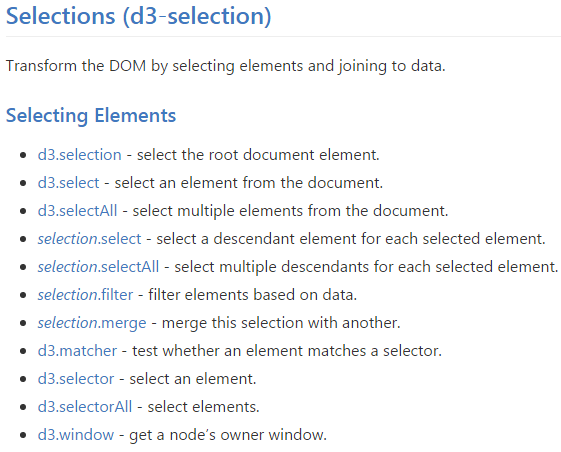 Selections (d3-selection)
Transform the DOM by selecting elements and joining to data.
Selecting Elements
d3.selection - select the root document element.
d3.select - select an element from the document.
d3.selectAll - select multiple elements from the document.
selection.select - select a descendant element for each selected element.
selection.selectAll - select multiple descendants for each selected element.
selection.filter - filter elements based on data.
selection.merge - merge this selection with another.
d3.matcher - test whether an element matches a selector.
d3.selector - select an element.
d3.selectorAll - select elements.
d3.window - get a node’s owner window.